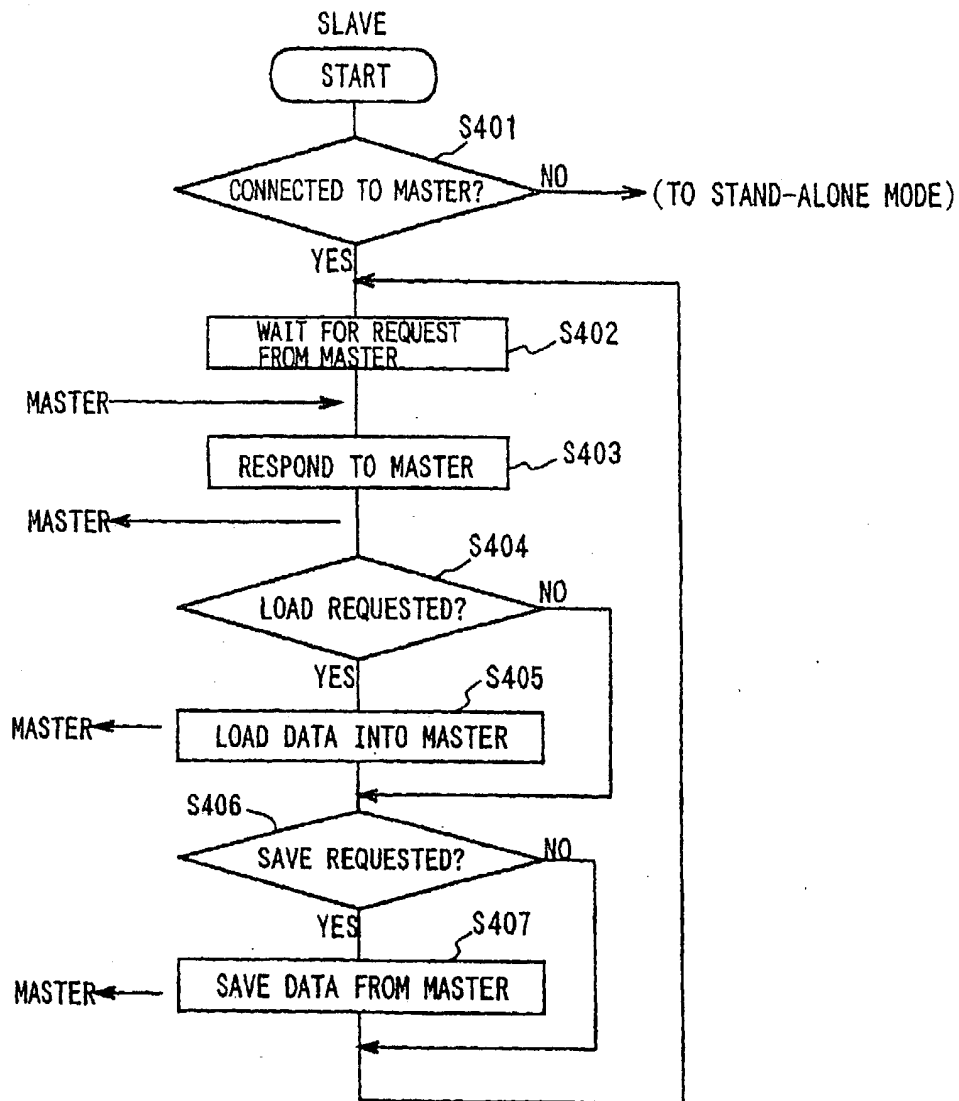 SLAVE
START
S401
CONNECTED TO MASTER?
NO
(TO STAND-ALONE MODE)
YES
WAIT FOR REQUEST
FROM MASTER
S402
MASTER
RESPOND TO MASTER
S403
MASTER
S404
LOAD REQUESTED?
NO
YES
S405
MASTER
LOAD DATA INTO MASTER
S406
SAVE REQUESTED?
NO
YES
S407
MASTER
SAVE DATA FROM MASTER